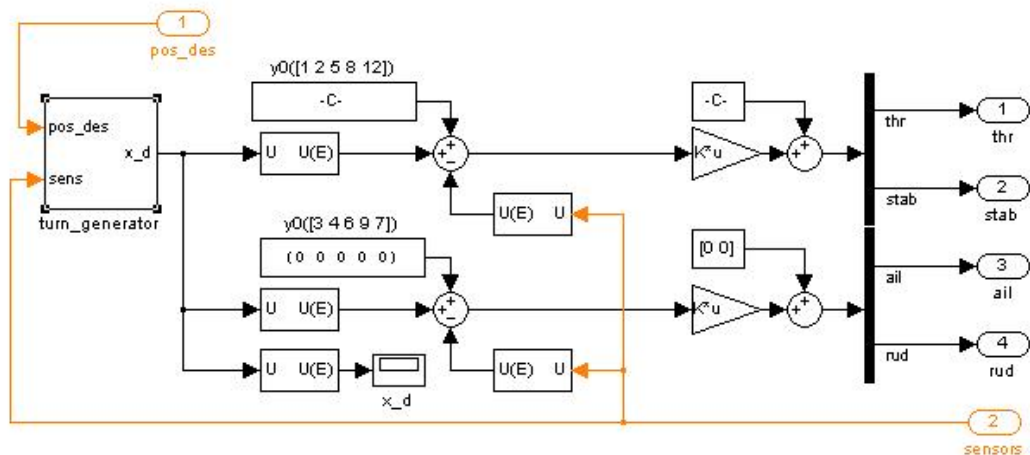 1
pos_des
y0([1 2 5 8 12])
-C-
-C-
pos_des
x_d
sens
turn_generator
U U(E)
K*u
thr
1
thr
U(E) U
stab
2
stab
y0([3 4 6 9 7])
(0 0 0 0 0)
[0 0]
ail
3
ail
U U(E)
K*u
U U(E)
x_d
U(E) U
rud
4
rud
2
sensors